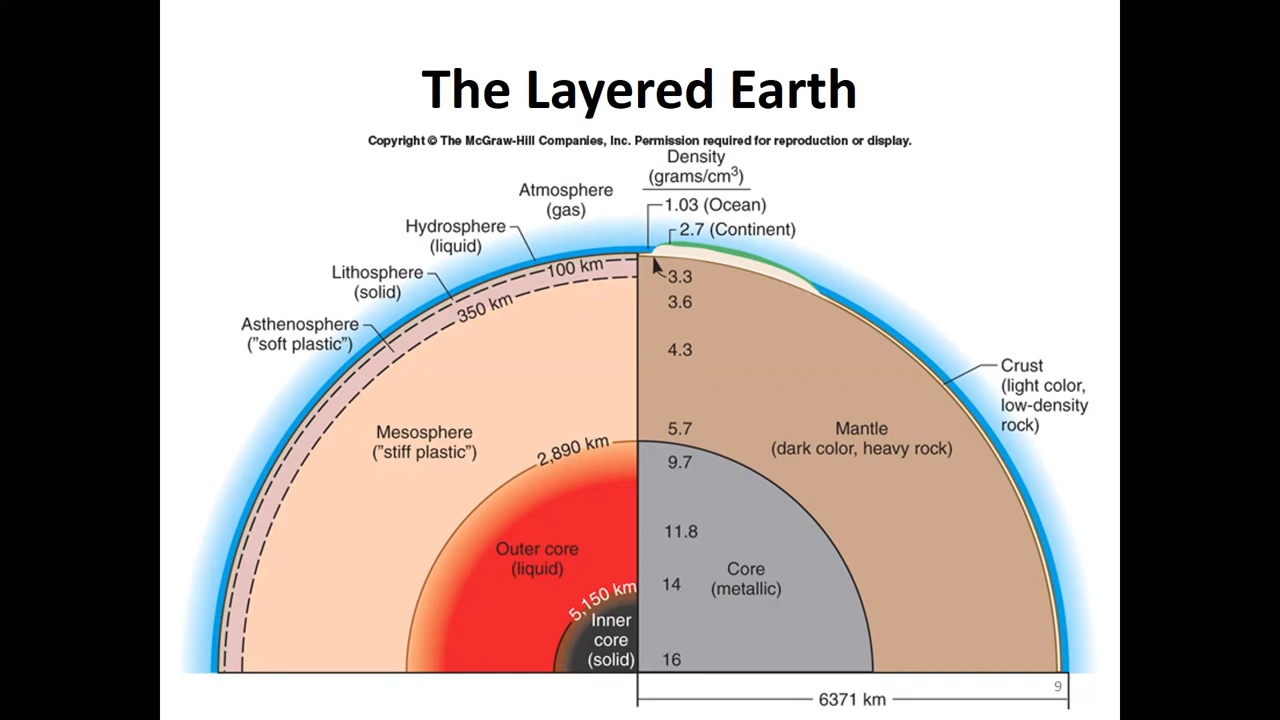 The Layered Earth
Copyright © The McGraw-Hill Companies, Inc. Permission required for reproduction or display.
Density
(grams/cm³)
Atmosphere
(gas)
1.03 (Ocean)
Hydrosphere
(liquid)
2.7 (Continent)
Lithosphere
(solid)
100 km
3.3
350 km
3.6
Asthenosphere
("soft plastic")
4.3
Crust
(light color,
low-density
rock)
Mesosphere
("stiff plastic")
2,890 km
5.7
Mantle
(dark color, heavy rock)
9.7
11.8
Outer core
(liquid)
14
Core
(metallic)
5,150 km
Inner
core
(solid)
16
9
6371 km